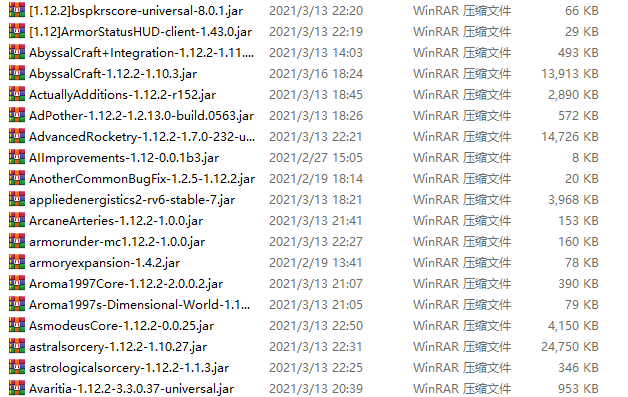 [1.12.2]bspkrscore-universal-8.0.1.jar 2021/3/13 22:20 WinRAR 压缩文件 66 KB
[1.12]ArmorStatusHUD-client-1.43.0.jar 2021/3/13 22:19 WinRAR 压缩文件 29 KB
AbyssalCraft+Integration-1.12.2-1.11.... 2021/3/13 14:03 WinRAR 压缩文件 493 KB
AbyssalCraft-1.12.2-1.10.3.jar 2021/3/16 18:24 WinRAR 压缩文件 13,913 KB
ActuallyAdditions-1.12.2-r152.jar 2021/3/13 18:45 WinRAR 压缩文件 2,890 KB
AdPother-1.12.2-1.2.13.0-build.0563.jar 2021/3/13 18:26 WinRAR 压缩文件 572 KB
AdvancedRocketry-1.12.2-1.7.0-232-u... 2021/3/13 22:21 WinRAR 压缩文件 14,726 KB
AIImprovements-1.12-0.0.1b3.jar 2021/2/27 15:05 WinRAR 压缩文件 8 KB
AnotherCommonBugFix-1.2.5-1.12.2.jar 2021/2/19 18:14 WinRAR 压缩文件 20 KB
appliedenergistics2-rv6-stable-7.jar 2021/3/13 18:21 WinRAR 压缩文件 3,968 KB
ArcaneArteries-1.12.2-1.0.0.jar 2021/3/13 21:41 WinRAR 压缩文件 153 KB
armorunder-mc1.12.2-1.0.0.jar 2021/3/13 22:27 WinRAR 压缩文件 160 KB
armoryexpansion-1.4.2.jar 2021/2/19 13:41 WinRAR 压缩文件 78 KB
Aroma1997Core-1.12.2-2.0.0.2.jar 2021/3/13 21:07 WinRAR 压缩文件 390 KB
Aroma1997s-Dimensional-World-1.1... 2021/3/13 21:05 WinRAR 压缩文件 79 KB
AsmodeusCore-1.12.2-0.0.25.jar 2021/3/13 22:50 WinRAR 压缩文件 4,150 KB
astralsorcery-1.12.2-1.10.27.jar 2021/3/13 22:31 WinRAR 压缩文件 24,750 KB
astrologicalsorcery-1.12.2-1.1.3.jar 2021/3/13 22:25 WinRAR 压缩文件 346 KB
Avaritia-1.12.2-3.3.0.37-universal.jar 2021/3/13 20:39 WinRAR 压缩文件 953 KB